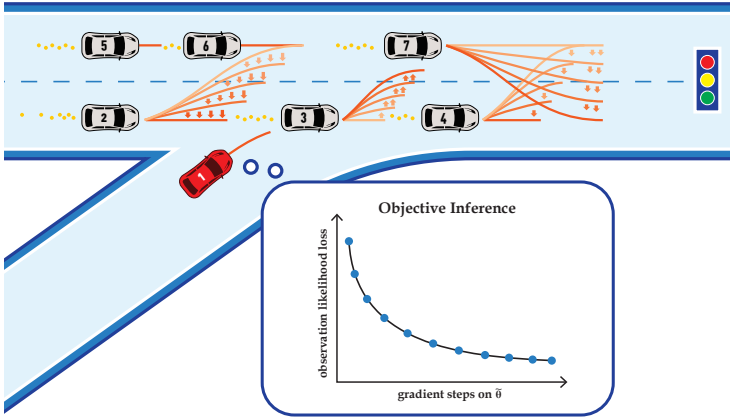 5 6 7
2 3 4
1
Objective Inference
observation likelihood loss
gradient steps on θ̃